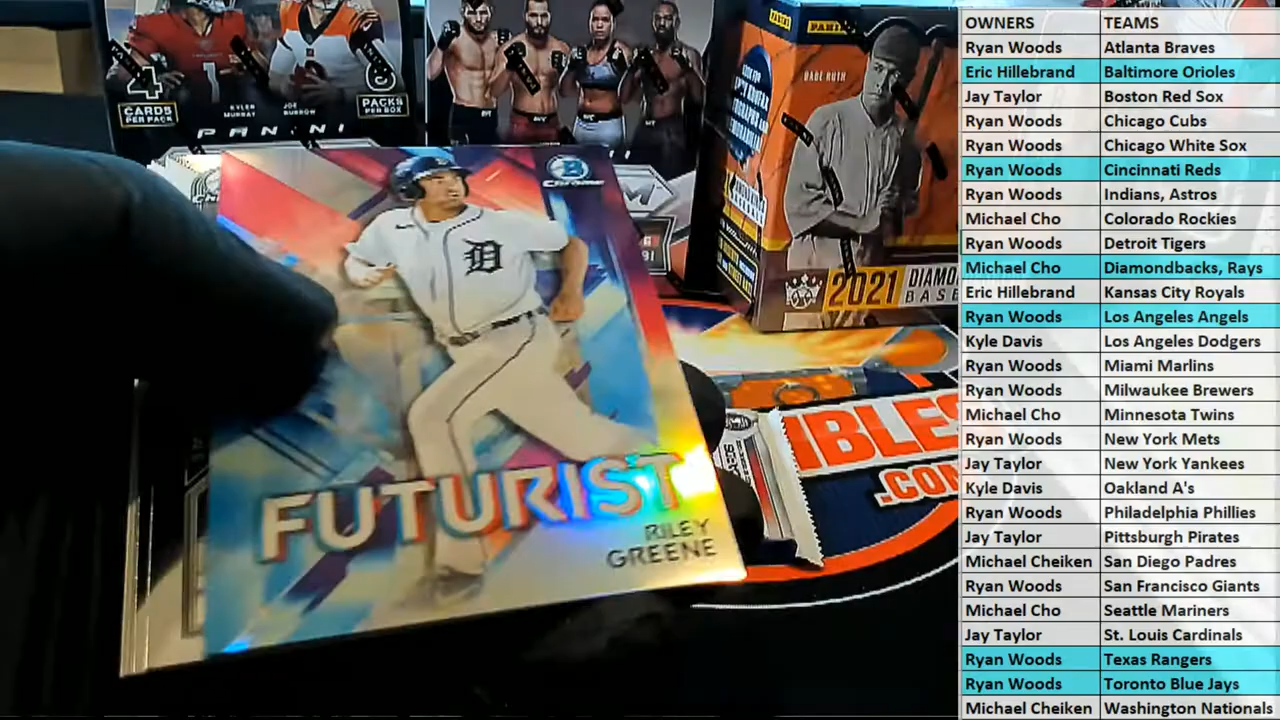 4
CARDS
PER PACK
KYLER
MURRAY
JOE
BURROW
PACKS
PER BOX
PANINI
PANINI
BABE RUTH
2021
BASE
Chrome
D
FUTURIST
RILEY
GREENE
IBLES
.COM
OWNERS TEAMS
Ryan Woods Atlanta Braves
Eric Hillebrand Baltimore Orioles
Jay Taylor Boston Red Sox
Ryan Woods Chicago Cubs
Ryan Woods Chicago White Sox
Ryan Woods Cincinnati Reds
Ryan Woods Indians, Astros
Michael Cho Colorado Rockies
Ryan Woods Detroit Tigers
Michael Cho Diamondbacks, Rays
Eric Hillebrand Kansas City Royals
Ryan Woods Los Angeles Angels
Kyle Davis Los Angeles Dodgers
Ryan Woods Miami Marlins
Ryan Woods Milwaukee Brewers
Michael Cho Minnesota Twins
Ryan Woods New York Mets
Jay Taylor New York Yankees
Kyle Davis Oakland A's
Ryan Woods Philadelphia Phillies
Jay Taylor Pittsburgh Pirates
Michael Cheiken San Diego Padres
Ryan Woods San Francisco Giants
Michael Cho Seattle Mariners
Jay Taylor St. Louis Cardinals
Ryan Woods Texas Rangers
Ryan Woods Toronto Blue Jays
Michael Cheiken Washington Nationals